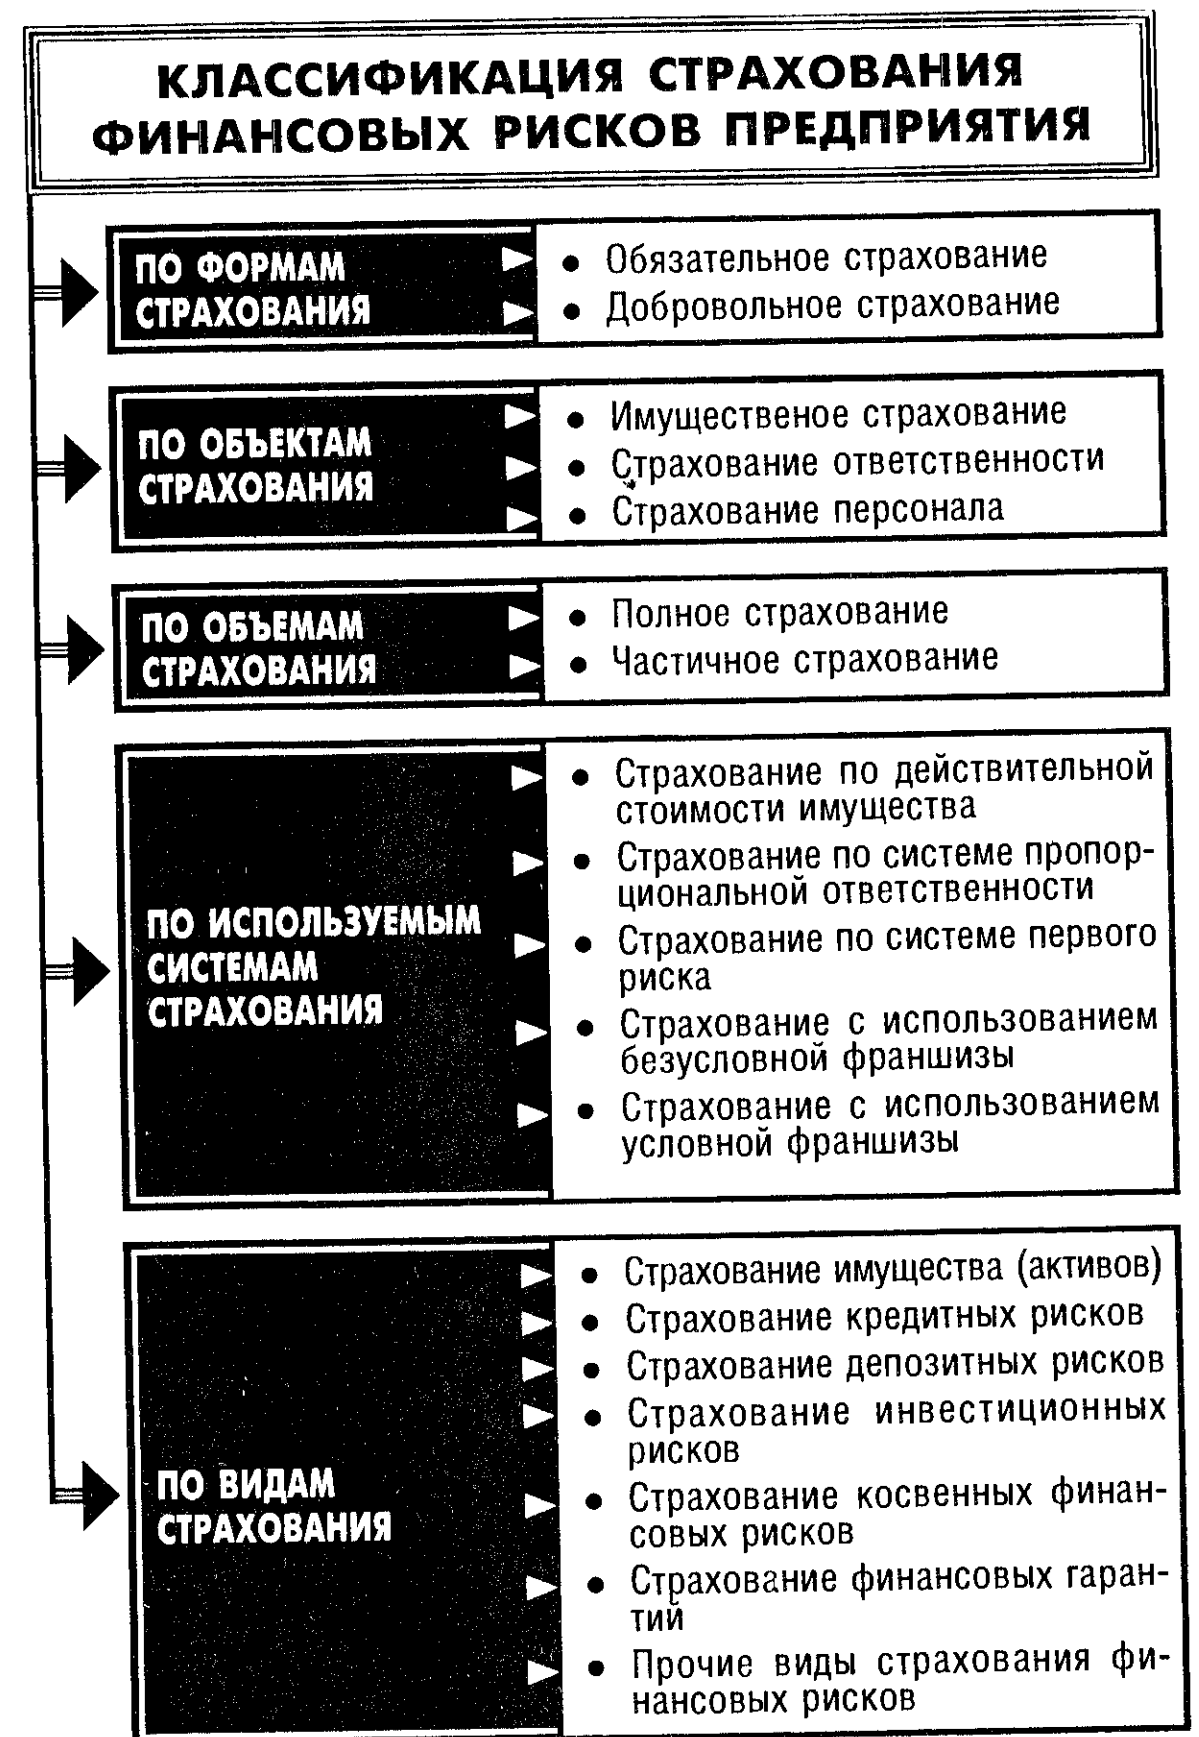 КЛАССИФИКАЦИЯ СТРАХОВАНИЯ
ФИНАНСОВЫХ РИСКОВ ПРЕДПРИЯТИЯ
ПО ФОРМАМ
СТРАХОВАНИЯ
• Обязательное страхование
• Добровольное страхование
ПО ОБЪЕКТАМ
СТРАХОВАНИЯ
• Имущественое страхование
• Страхование ответственности
• Страхование персонала
ПО ОБЪЕМАМ
СТРАХОВАНИЯ
• Полное страхование
• Частичное страхование
ПО ИСПОЛЬЗУЕМЫМ
СИСТЕМАМ
СТРАХОВАНИЯ
• Страхование по действительной
стоимости имущества
• Страхование по системе пропор-
циональной ответственности
• Страхование по системе первого
риска
• Страхование с использованием
безусловной франшизы
• Страхование с использованием
условной франшизы
ПО ВИДАМ
СТРАХОВАНИЯ
• Страхование имущества (активов)
• Страхование кредитных рисков
• Страхование депозитных рисков
• Страхование инвестиционных
рисков
• Страхование косвенных финан-
совых рисков
• Страхование финансовых гаран-
тий
• Прочие виды страхования фи-
нансовых рисков